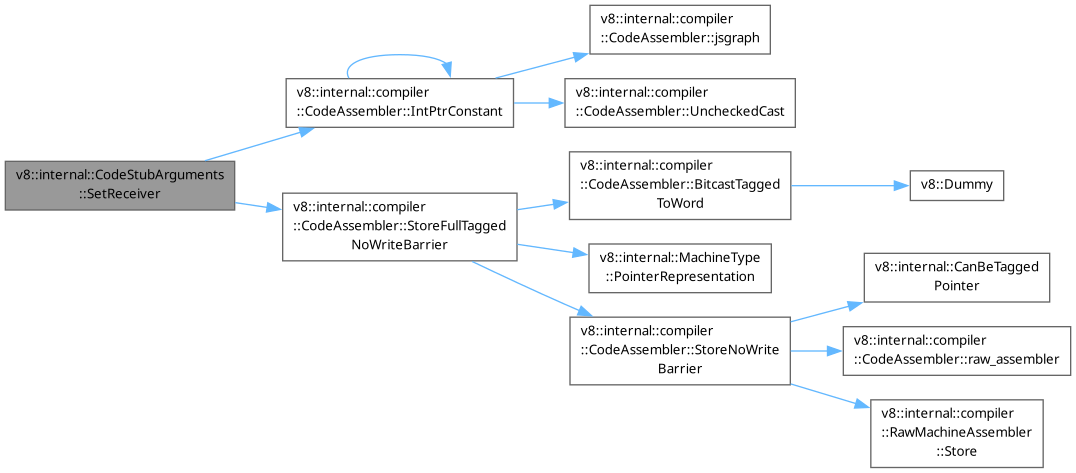 v8::internal::CodeStubArguments
::SetReceiver
v8::internal::compiler
::CodeAssembler::IntPtrConstant
v8::internal::compiler
::CodeAssembler::jsgraph
v8::internal::compiler
::CodeAssembler::UncheckedCast
v8::internal::compiler
::CodeAssembler::StoreFullTagged
NoWriteBarrier
v8::internal::compiler
::CodeAssembler::BitcastTagged
ToWord
v8::Dummy
v8::internal::MachineType
::PointerRepresentation
v8::internal::compiler
::CodeAssembler::StoreNoWrite
Barrier
v8::internal::CanBeTagged
Pointer
v8::internal::compiler
::CodeAssembler::raw_assembler
v8::internal::compiler
::RawMachineAssembler
::Store